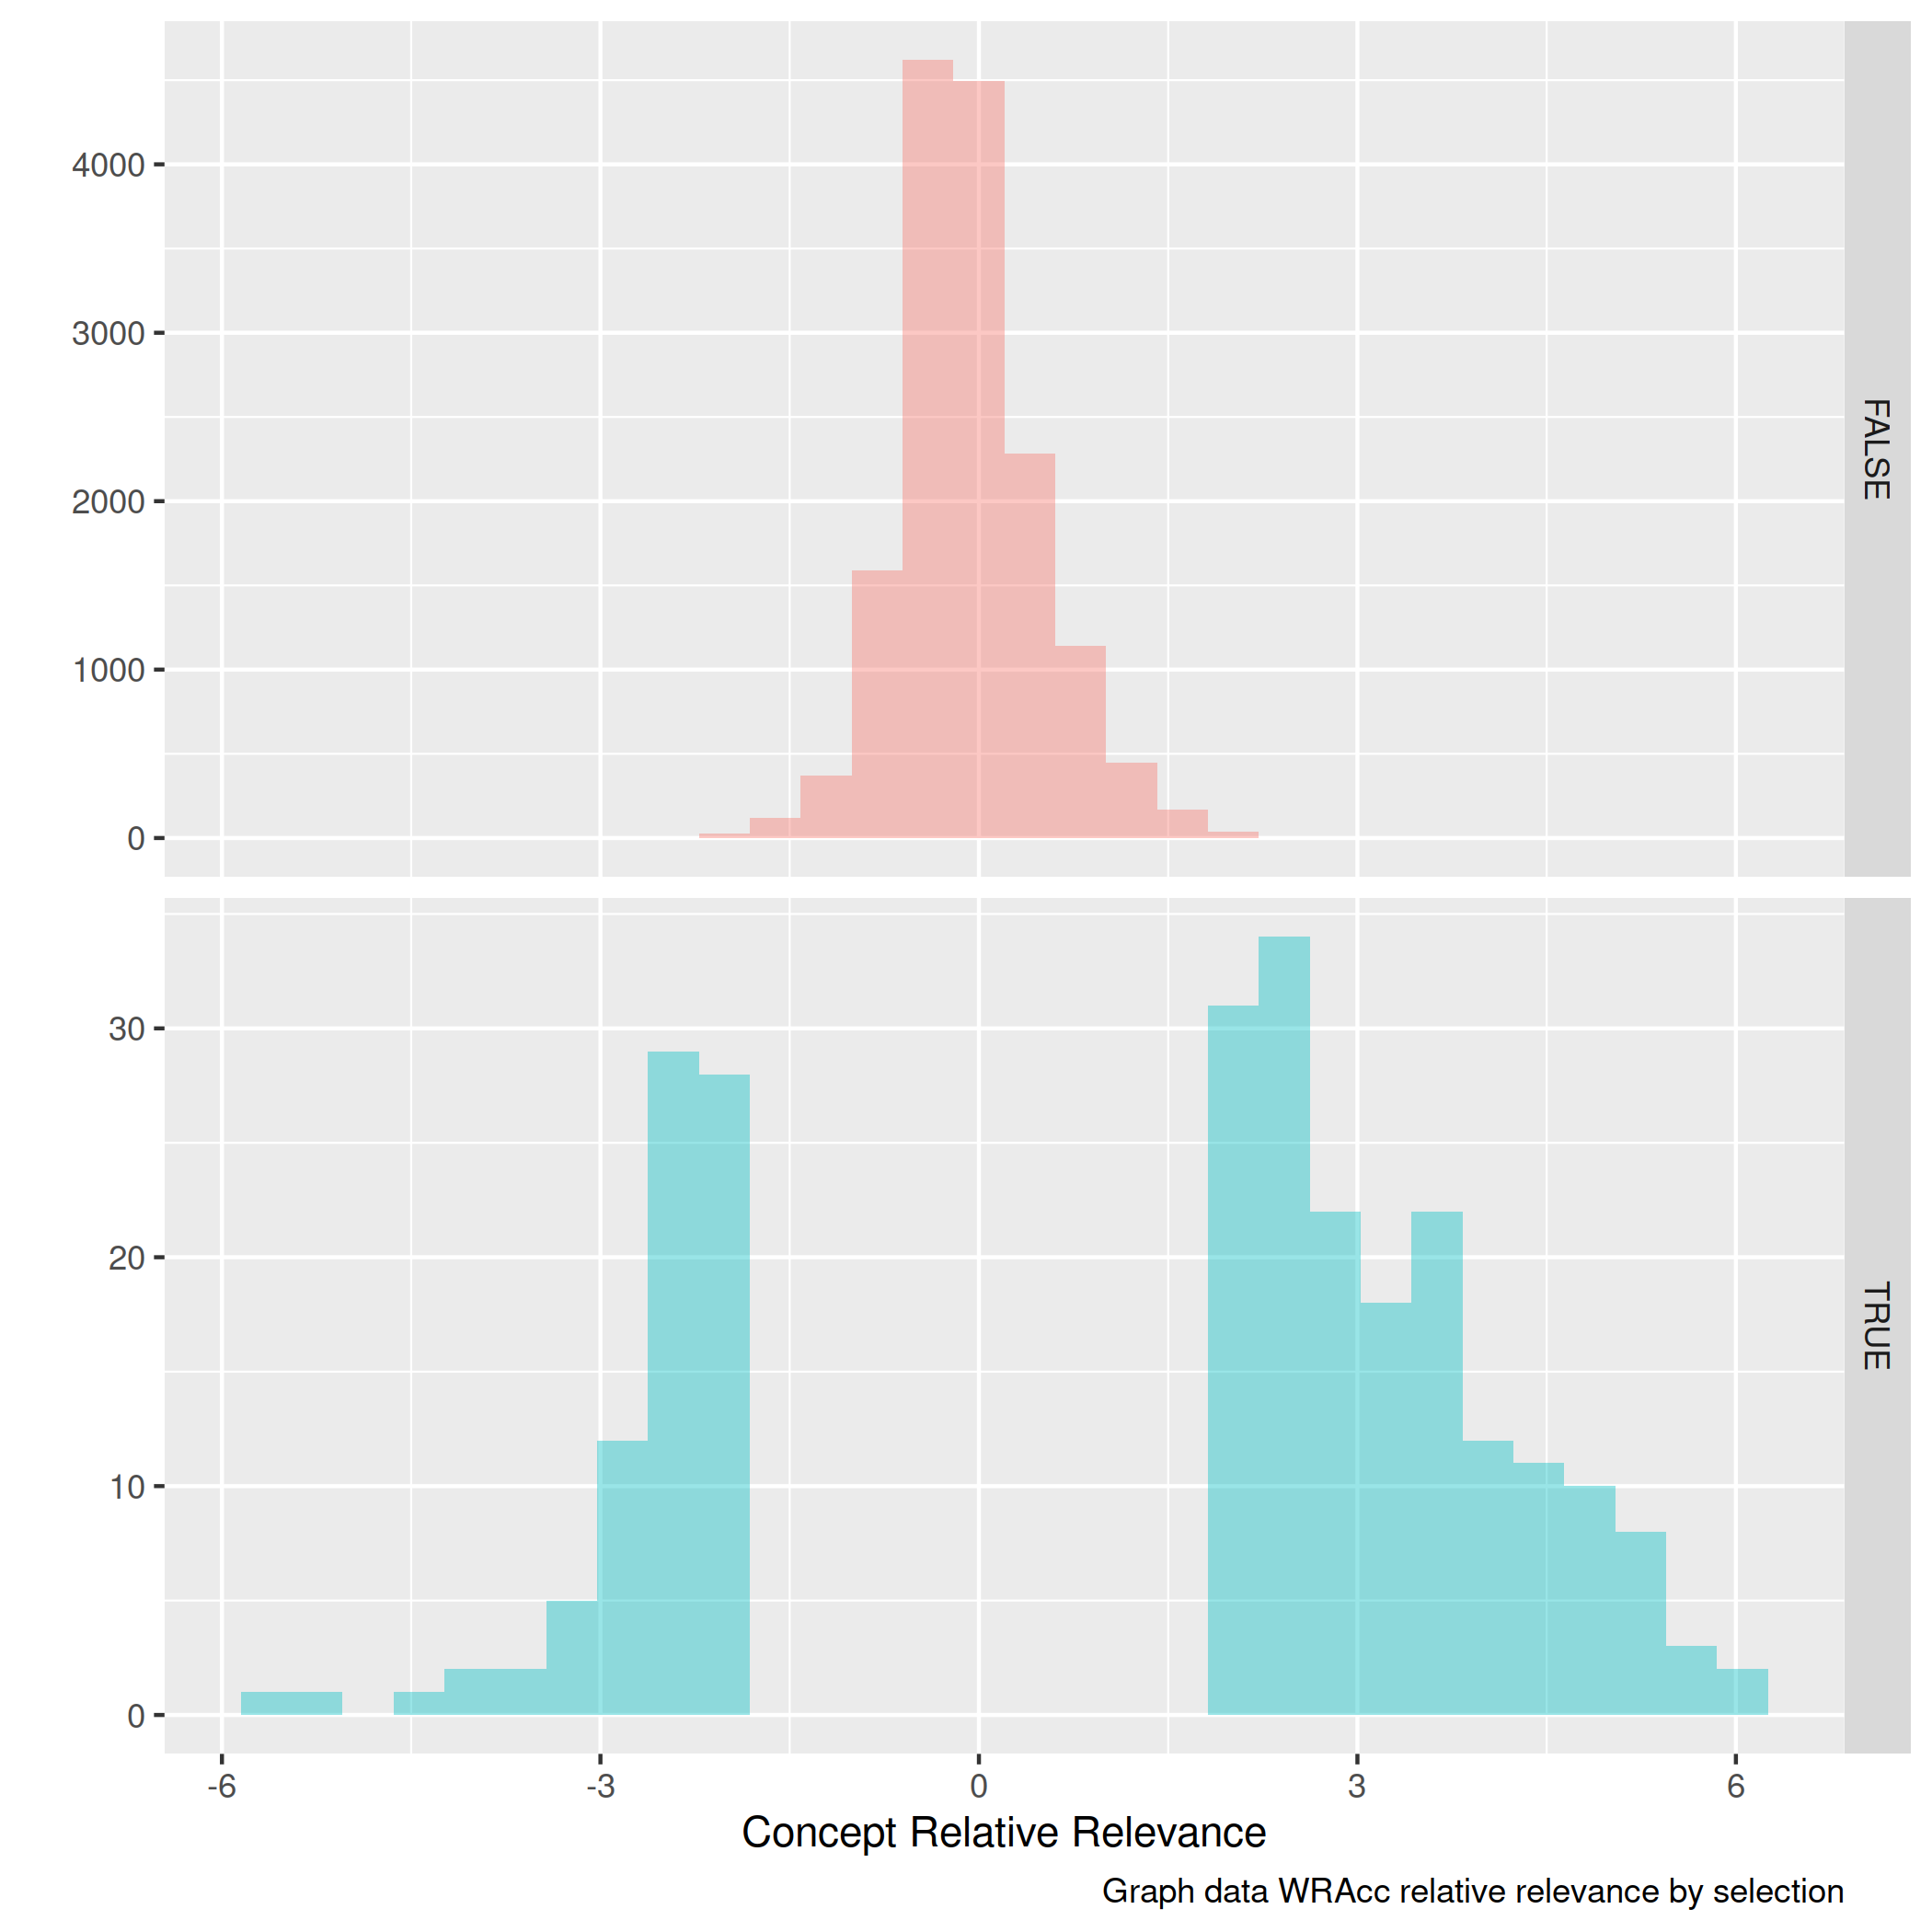 4000
3000
2000
1000
0
FALSE
30
20
10
0
TRUE
-6 -3 0 3 6
Concept Relative Relevance
Graph data WRAcc relative relevance by selection